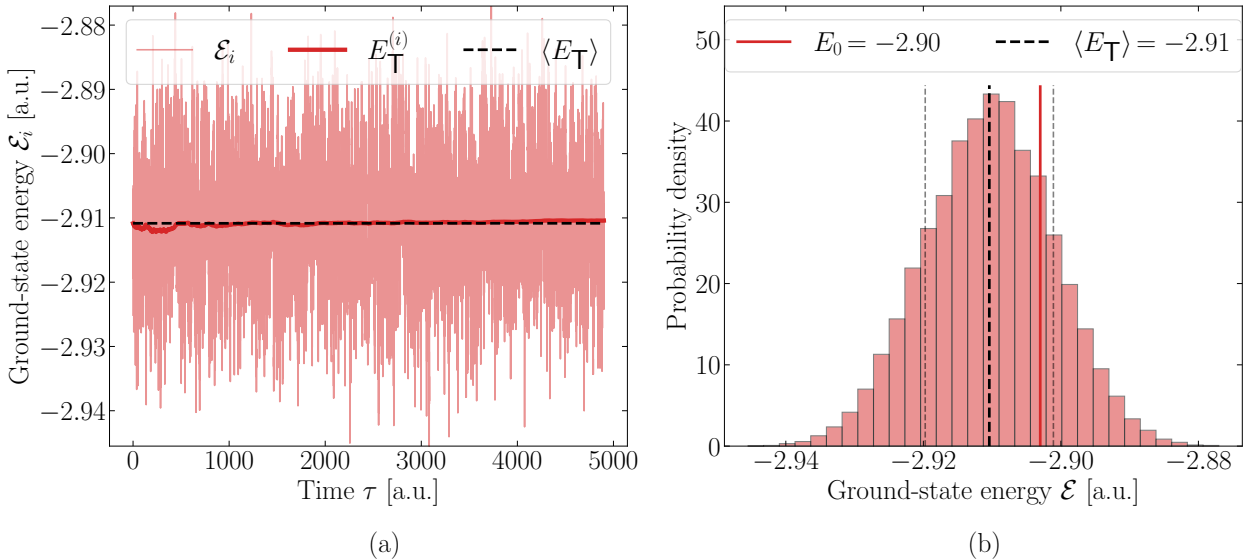 −2.88
−2.89
−2.90
−2.91
−2.92
−2.93
−2.94
Ground-state energy ℰ_i [a.u.]
ℰ_i E_T^{(i)} ⟨E_T⟩
0 1000 2000 3000 4000 5000
Time τ [a.u.]
(a)
50
40
30
20
10
0
Probability density
E_0 = −2.90 ⟨E_T⟩ = −2.91
−2.94 −2.92 −2.90 −2.88
Ground-state energy ℰ [a.u.]
(b)